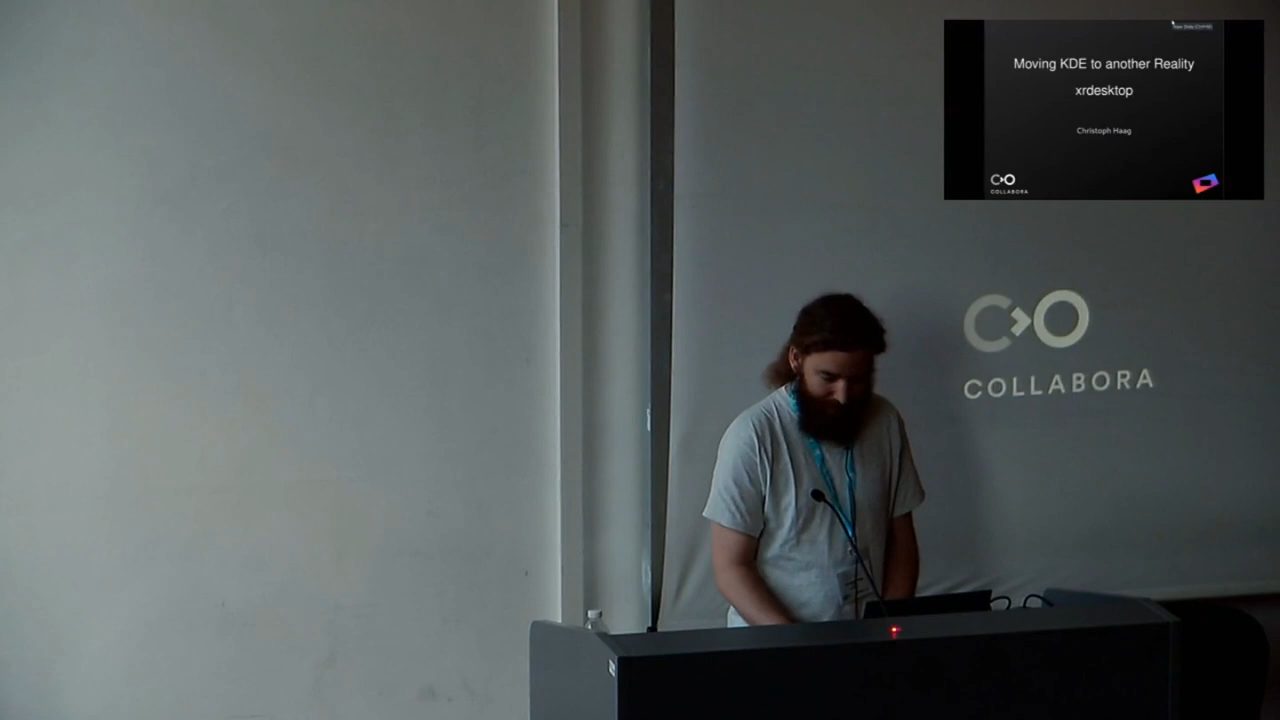 Moving KDE to another Reality
xrdesktop
Christoph Haag
COLLABORA
COLLABORA